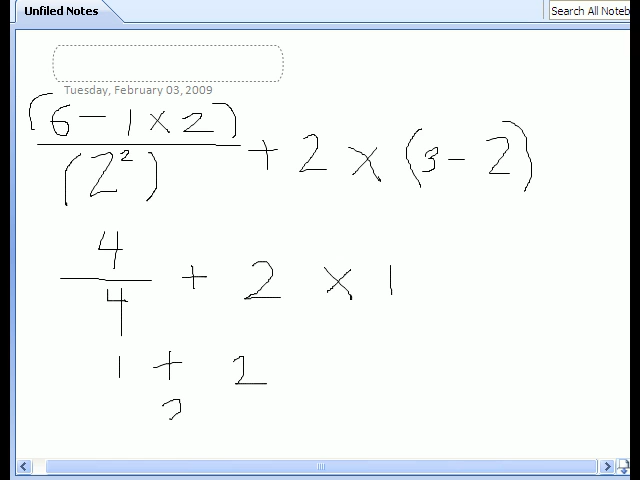 Unfiled Notes
Search All Noteb
Tuesday, February 03, 2009
(6 - 1 × 2)
/ (2²) + 2 × (3 - 2)
4/4 + 2 × 1
1 + 2